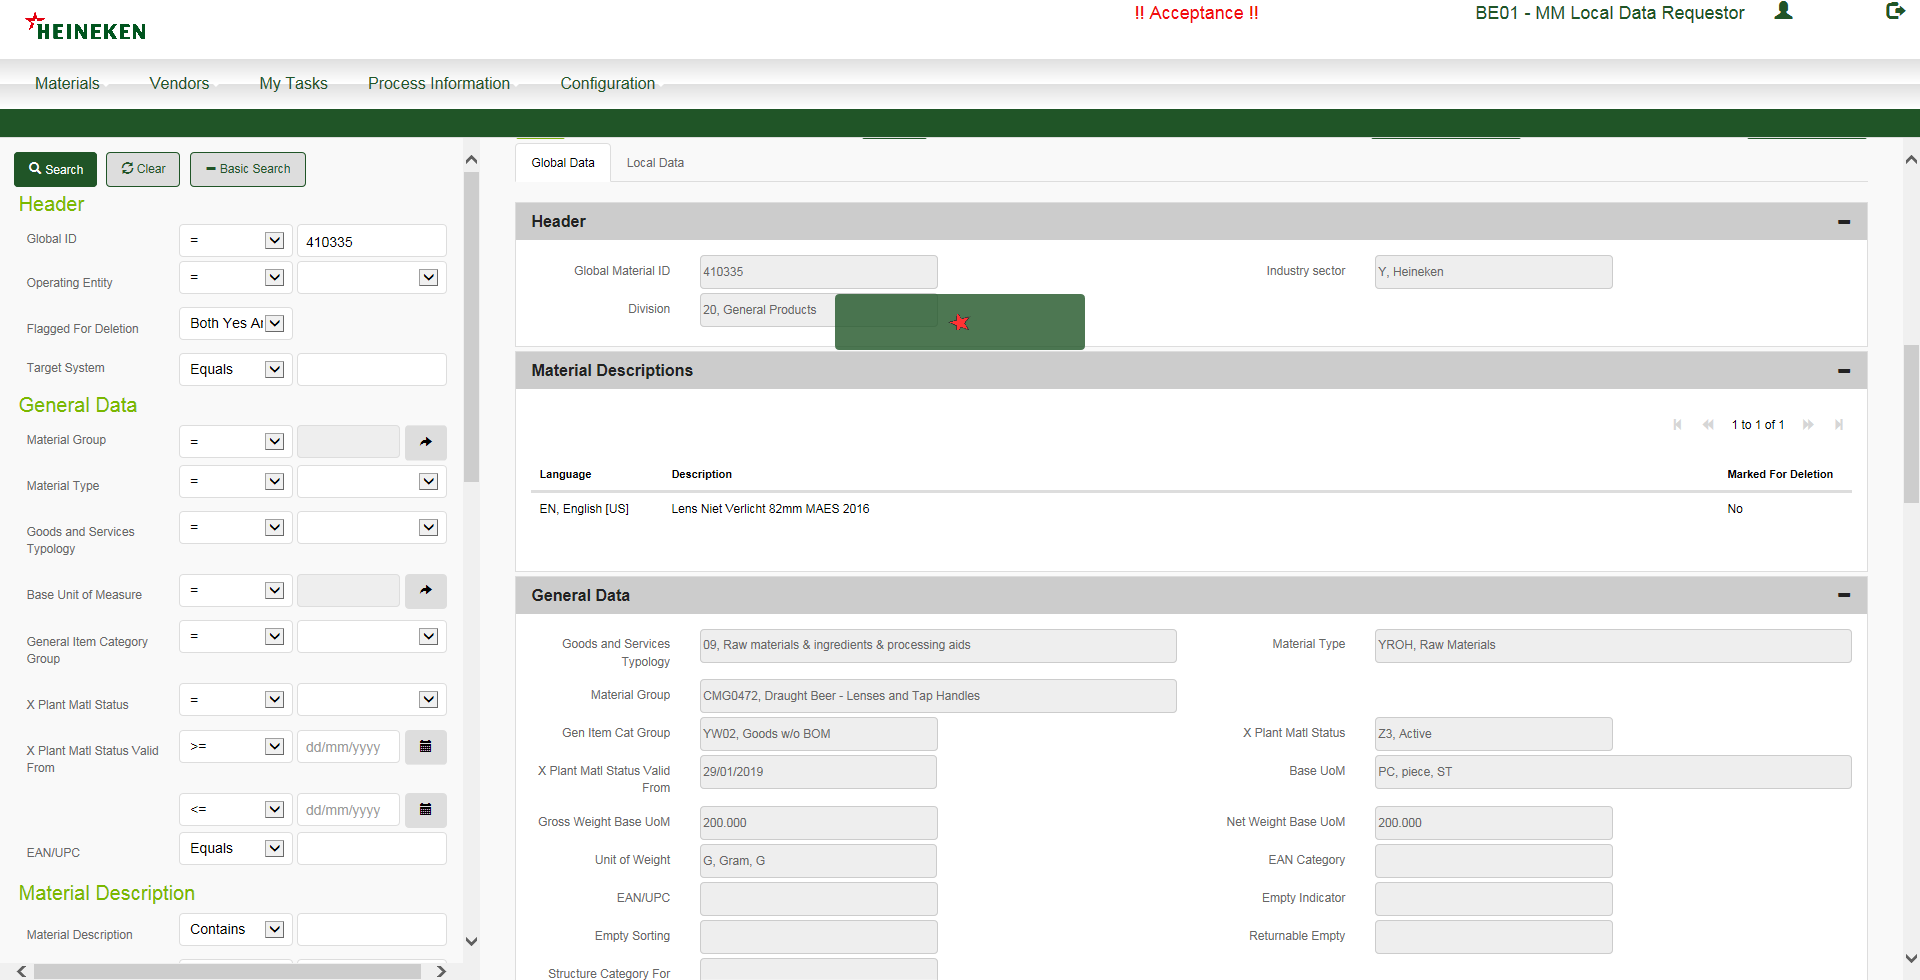 HEINEKEN
!! Acceptance !!
BE01 - MM Local Data Requestor
Materials
Vendors
My Tasks
Process Information
Configuration
Search
Clear
Basic Search
Header
Global ID
=
410335
Operating Entity
=
Flagged For Deletion
Both Yes Ar
Target System
Equals
General Data
Material Group
=
Material Type
=
Goods and Services
Typology
=
Base Unit of Measure
=
General Item Category
Group
=
X Plant Matl Status
=
X Plant Matl Status Valid
From
>=
dd/mm/yyyy
<=
dd/mm/yyyy
EAN/UPC
Equals
Material Description
Material Description
Contains
Global Data
Local Data
Header
Global Material ID
410335
Industry sector
Y, Heineken
Division
20, General Products
Material Descriptions
1 to 1 of 1
Language
Description
Marked For Deletion
EN, English [US]
Lens Niet Verlicht 82mm MAES 2016
No
General Data
Goods and Services
Typology
09, Raw materials & ingredients & processing aids
Material Type
YROH, Raw Materials
Material Group
CMG0472, Draught Beer - Lenses and Tap Handles
Gen Item Cat Group
YW02, Goods w/o BOM
X Plant Matl Status
Z3, Active
X Plant Matl Status Valid
From
29/01/2019
Base UoM
PC, piece, ST
Gross Weight Base UoM
200.000
Net Weight Base UoM
200.000
Unit of Weight
G, Gram, G
EAN Category
EAN/UPC
Empty Indicator
Empty Sorting
Returnable Empty
Structure Category For